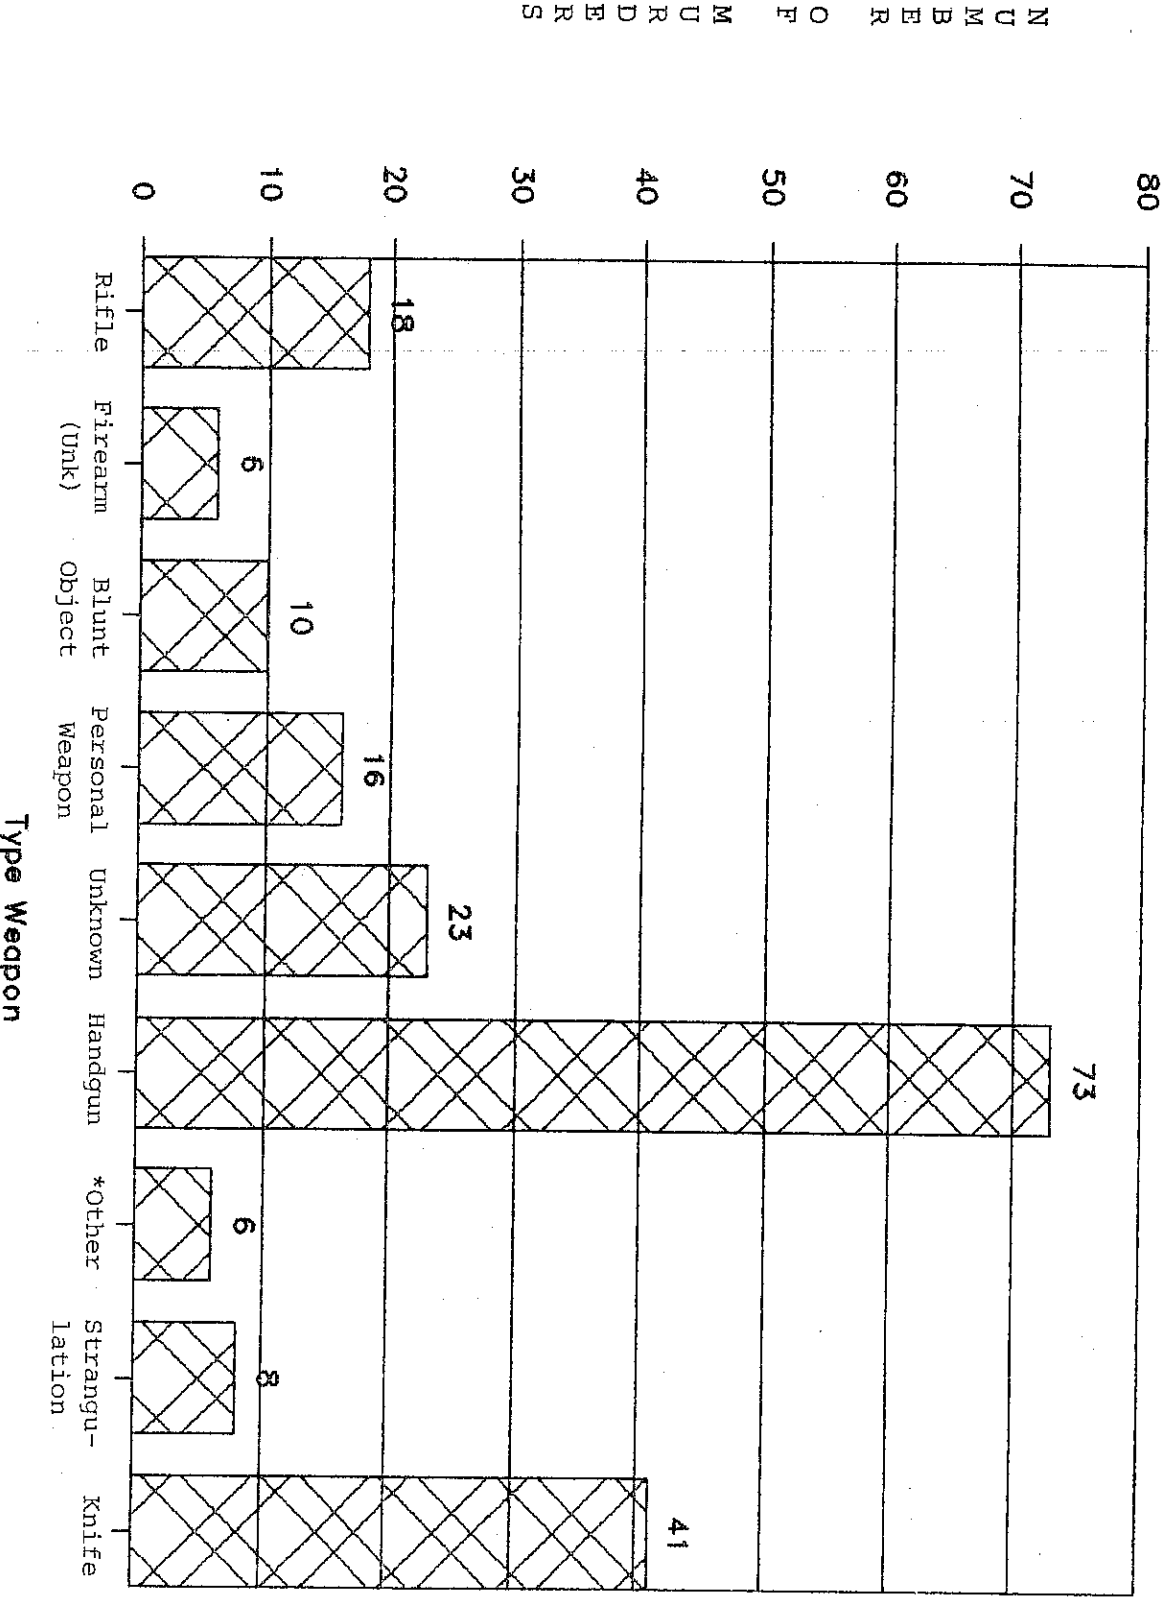 NUMBER OF MURDERS
80
70
60
50
40
30
20
10
0
18
6
10
16
23
73
6
8
41
Rifle
Firearm
(Unk)
Blunt
Object
Personal
Weapon
Unknown
Handgun
*Other
Strangu-
lation
Knife
Type Weapon